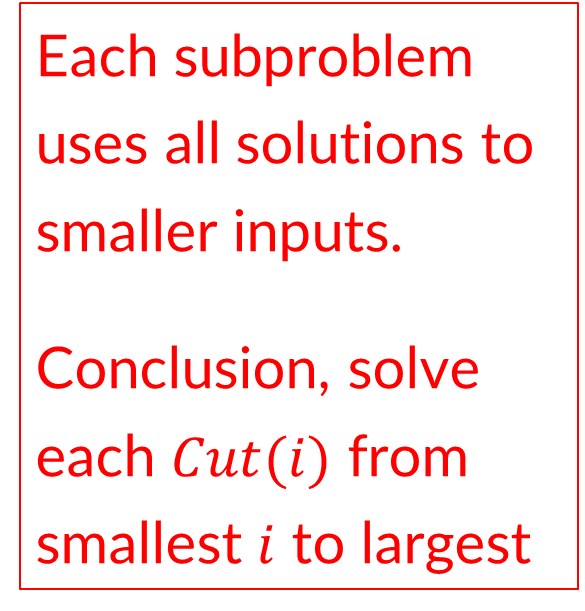 Each subproblem
uses all solutions to
smaller inputs.
Conclusion, solve
each Cut(i) from
smallest i to largest